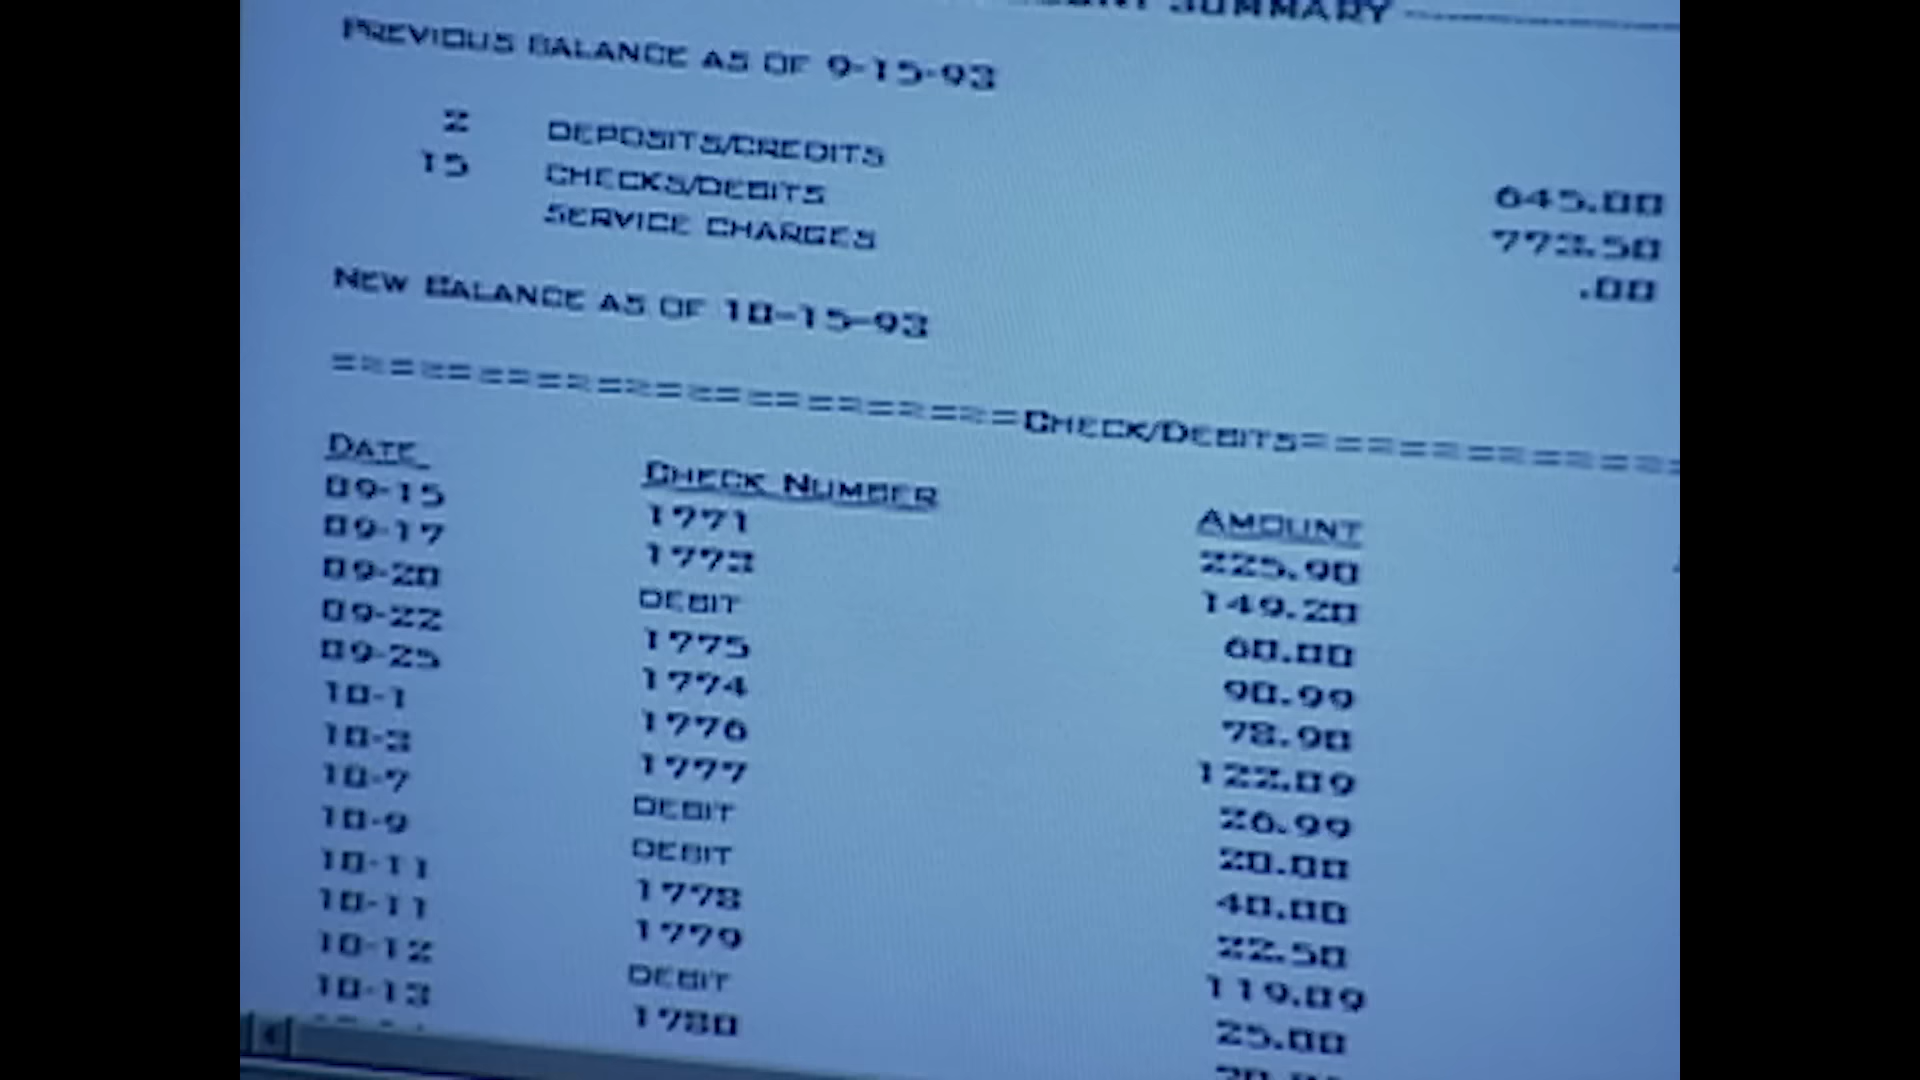 SUMMARY
PREVIOUS BALANCE AS OF 9-15-93
2 DEPOSITS/CREDITS 645.00
15 CHECKS/DEBITS 773.50
SERVICE CHARGES .00
NEW BALANCE AS OF 10-15-93
======================= CHECK/DEBITS =============
DATE CHECK NUMBER AMOUNT
09-15 1771 225.90
09-17 1773 149.20
09-20 DEBIT 60.00
09-22 1775 90.99
09-25 1774 78.90
10-1 1776 122.09
10-3 1777 26.99
10-7 DEBIT 20.00
10-9 DEBIT 40.00
10-11 1778 22.50
10-11 1779 119.09
10-12 DEBIT 25.00
10-13 1780